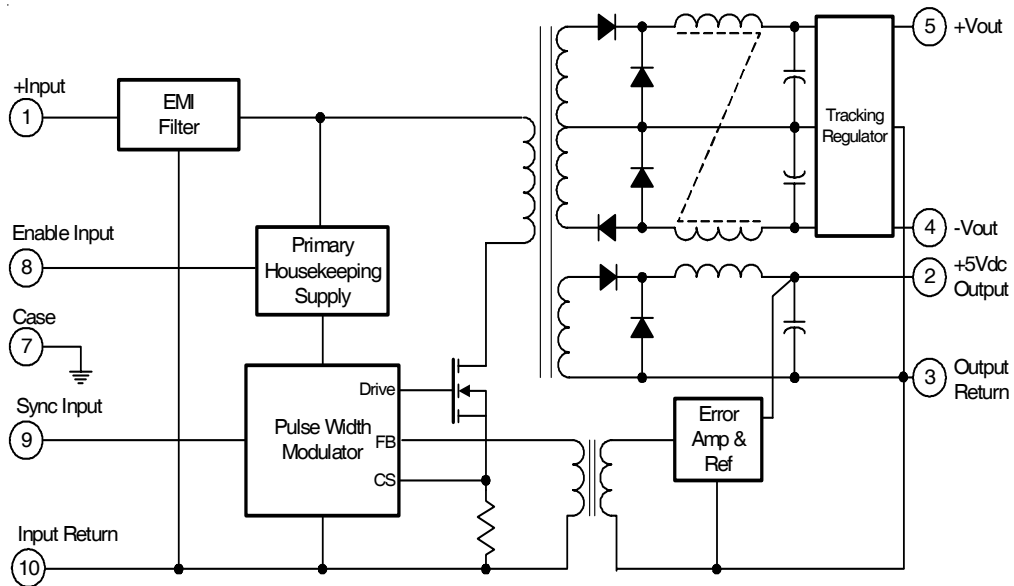 +Input
1
EMI
Filter
Enable Input
8
Primary
Housekeeping
Supply
Case
7
Sync Input
9
Pulse Width
Modulator
Drive
FB
CS
Input Return
10
Tracking
Regulator
5
+Vout
4
-Vout
2
+5Vdc
Output
3
Output
Return
Error
Amp &
Ref